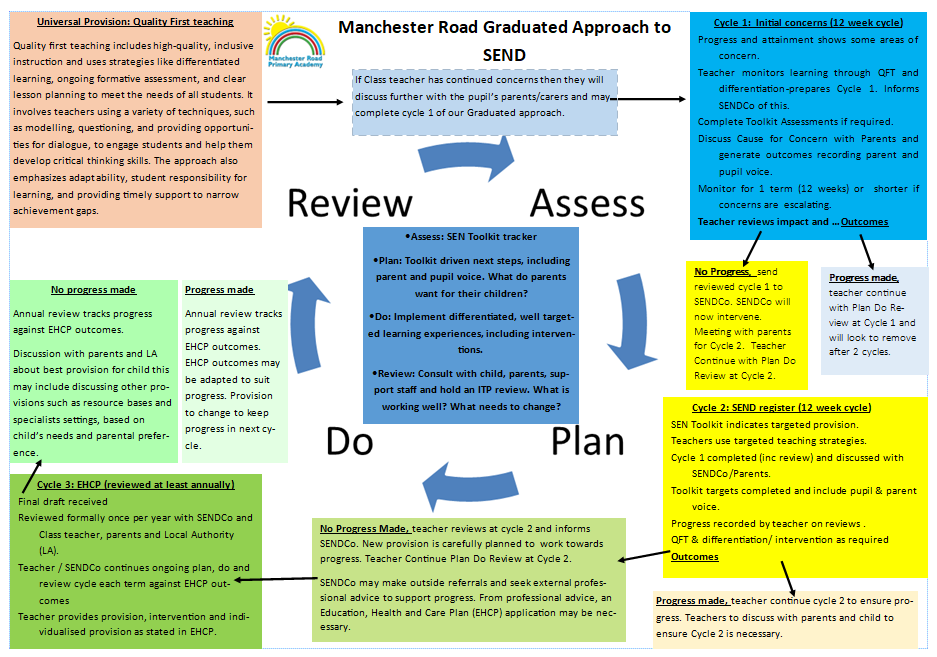 Universal Provision: Quality First teaching
Quality first teaching includes high-quality, inclusive
instruction and uses strategies like differentiated
learning, ongoing formative assessment, and clear
lesson planning to meet the needs of all students. It
involves teachers using a variety of techniques, such
as modelling, questioning, and providing opportuni-
ties for dialogue, to engage students and help them
develop critical thinking skills. The approach also
emphasizes adaptability, student responsibility for
learning, and providing timely support to narrow
achievement gaps.
Manchester Road
Primary Academy
Manchester Road Graduated Approach to
SEND
If Class teacher has continued concerns then they will
discuss further with the pupil's parents/carers and may
complete cycle 1 of our Graduated approach.
Cycle 1: Initial concerns (12 week cycle)
Progress and attainment shows some areas of
concern.
Teacher monitors learning through QFT and
differentiation-prepares Cycle 1. Informs
SENDCo of this.
Complete Toolkit Assessments if required.
Discuss Cause for Concern with Parents and
generate outcomes recording parent and
pupil voice.
Monitor for 1 term (12 weeks) or shorter if
concerns are escalating.
Teacher reviews impact and ...Outcomes
Review
Assess
•Assess: SEN Toolkit tracker
•Plan: Toolkit driven next steps, including
parent and pupil voice. What do parents
want for their children?
•Do: Implement differentiated, well target-
ed learning experiences, including interven-
tions.
•Review: Consult with child, parents, sup-
port staff and hold an ITP review. What is
working well? What needs to change?
Do
Plan
No Progress, send
reviewed cycle 1 to
SENDCo. SENDCo will
now intervene.
Meeting with parents
for Cycle 2. Teacher
Continue with Plan Do
Review at Cycle 2.
Progress made,
teacher continue
with Plan Do Re-
view at Cycle 1 and
will look to remove
after 2 cycles.
Cycle 2: SEND register (12 week cycle)
SEN Toolkit indicates targeted provision.
Teachers use targeted teaching strategies.
Cycle 1 completed (inc review) and discussed with
SENDCo/Parents.
Toolkit targets completed and include pupil & parent
voice.
Progress recorded by teacher on reviews .
QFT & differentiation/ intervention as required
Outcomes
Progress made, teacher continue cycle 2 to ensure pro-
gress. Teachers to discuss with parents and child to
ensure Cycle 2 is necessary.
No Progress Made, teacher reviews at cycle 2 and informs
SENDCo. New provision is carefully planned to work towards
progress. Teacher Continue Plan Do Review at Cycle 2.
SENDCo may make outside referrals and seek external profes-
sional advice to support progress. From professional advice, an
Education, Health and Care Plan (EHCP) application may be nec-
essary.
Cycle 3: EHCP (reviewed at least annually)
Final draft received
Reviewed formally once per year with SENDCo and
Class teacher, parents and Local Authority
(LA).
Teacher / SENDCo continues ongoing plan, do and
review cycle each term against EHCP out-
comes
Teacher provides provision, intervention and indi-
vidualised provision as stated in EHCP.
No progress made
Annual review tracks progress
against EHCP outcomes.
Discussion with parents and LA
about best provision for child this
may include discussing other pro-
visions such as resource bases and
specialists settings, based on
child's needs and parental prefer-
ence.
Progress made
Annual review tracks
progress against
EHCP outcomes.
EHCP outcomes may
be adapted to suit
progress. Provision
to change to keep
progress in next cy-
cle.